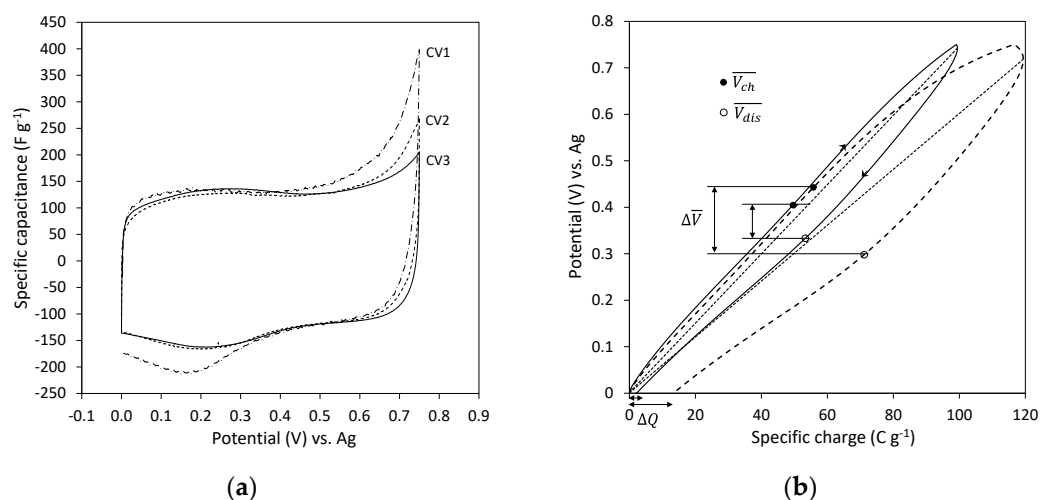 450
400
350
300
250
200
150
100
50
0
-50
-100
-150
-200
-250
Specific capacitance (F g⁻¹)
CV1
CV2
CV3
-0.1 0.0 0.1 0.2 0.3 0.4 0.5 0.6 0.7 0.8 0.9
Potential (V) vs. Ag
(a)
0.8
0.7
0.6
0.5
0.4
0.3
0.2
0.1
0
Potential (V) vs. Ag
V_ch
V_dis
ΔV
0 20 40 60 80 100 120
ΔQ
Specific charge (C g⁻¹)
(b)